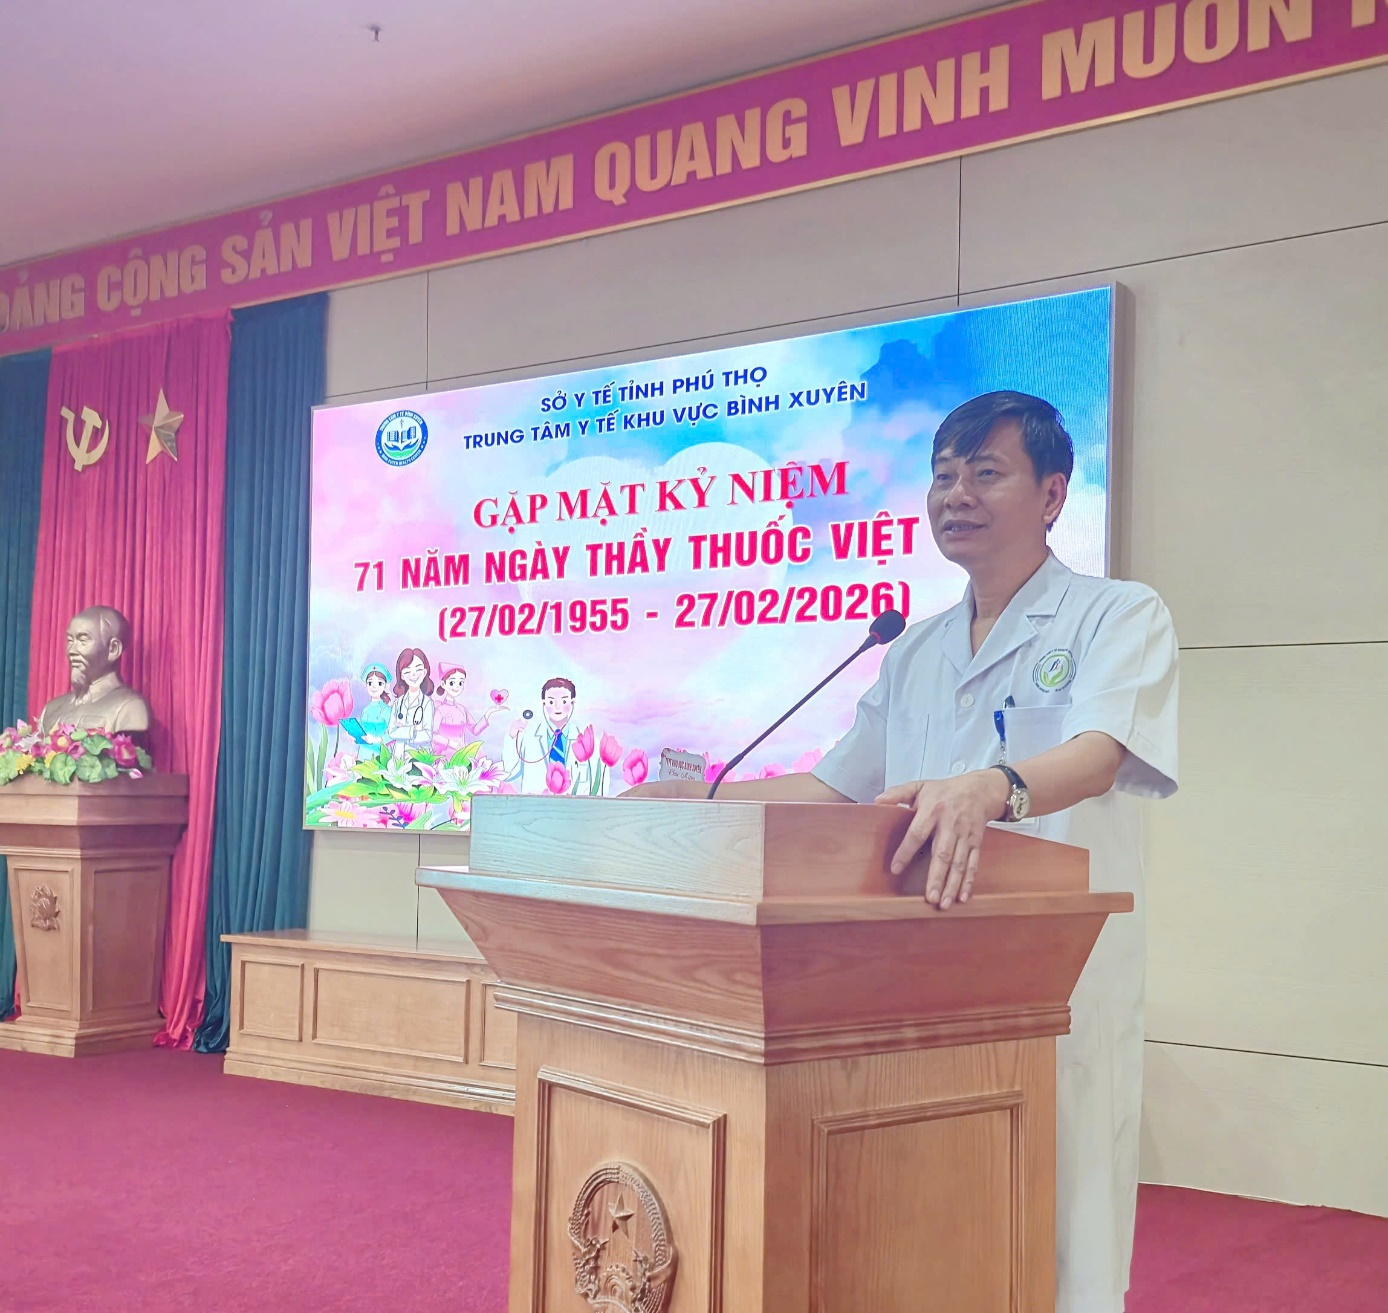 ĐẢNG CỘNG SẢN VIỆT NAM QUANG VINH MUÔN
SỞ Y TẾ TỈNH PHÚ THỌ
TRUNG TÂM Y TẾ KHU VỰC BÌNH XUYÊN
GẶP MẶT KỶ NIỆM
71 NĂM NGÀY THẦY THUỐC VIỆT
(27/02/1955 - 27/02/2026)